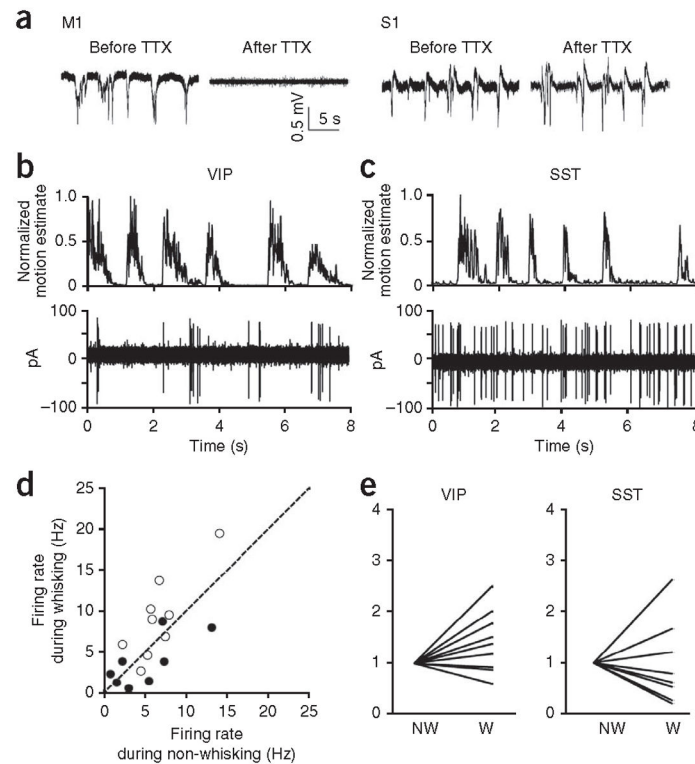 a
M1
S1
Before TTX
After TTX
Before TTX
After TTX
0.5 mV
5 s
b
VIP
c
SST
Normalized
motion estimate
1.0
0.5
0
Normalized
motion estimate
1.0
0.5
0
pA
100
0
–100
0 2 4 6 8
Time (s)
pA
100
0
–100
0 2 4 6 8
Time (s)
d
Firing rate
during whisking (Hz)
25
20
15
10
5
0
0 5 10 15 20 25
Firing rate
during non-whisking (Hz)
e
VIP
SST
4
3
2
1
0
NW W
4
3
2
1
0
NW W